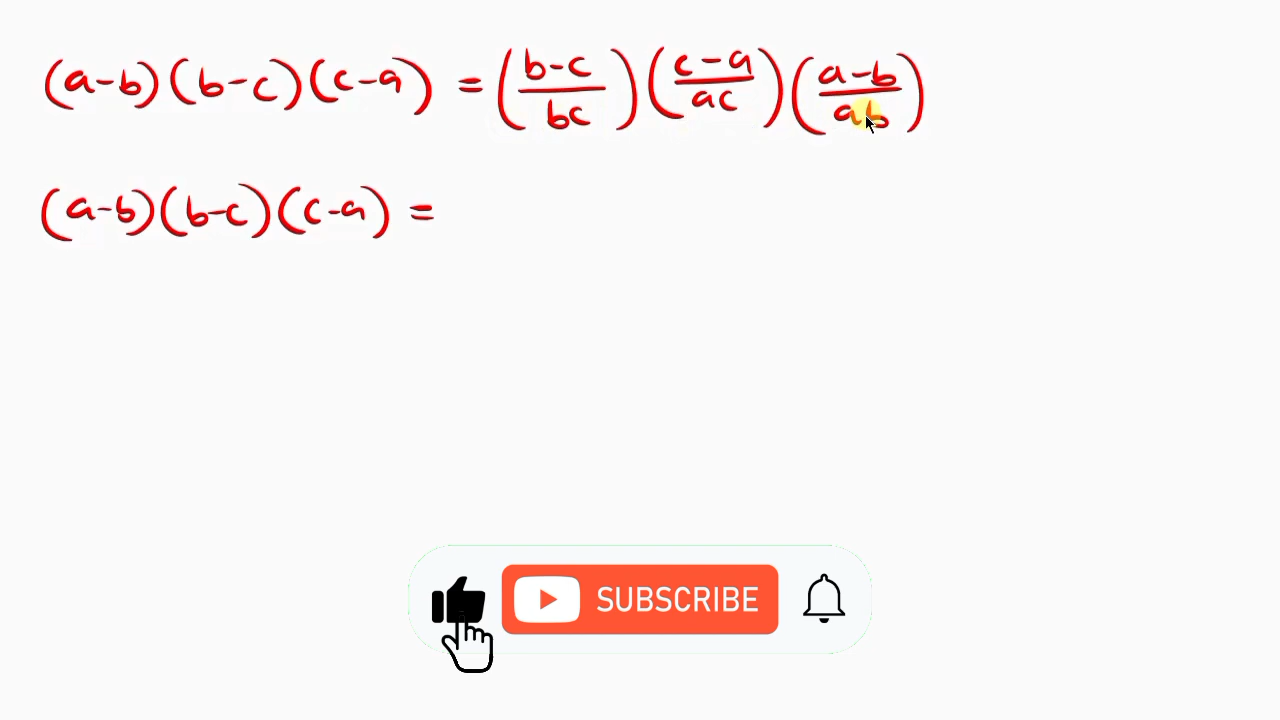 (a-b)(b-c)(c-a) = (b-c/bc)(c-a/ac)(a-b/ab)
(a-b)(b-c)(c-a) =
SUBSCRIBE